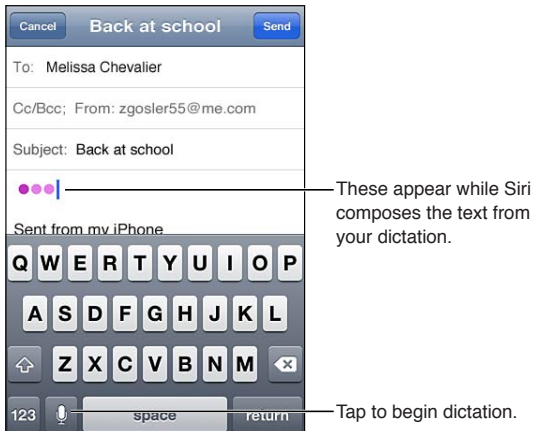 Cancel Back at school Send
To: Melissa Chevalier
Cc/Bcc; From: zgosler55@me.com
Subject: Back at school
These appear while Siri
composes the text from
your dictation.
Sent from my iPhone
Q W E R T Y U I O P
A S D F G H J K L
Z X C V B N M
123 space return
Tap to begin dictation.